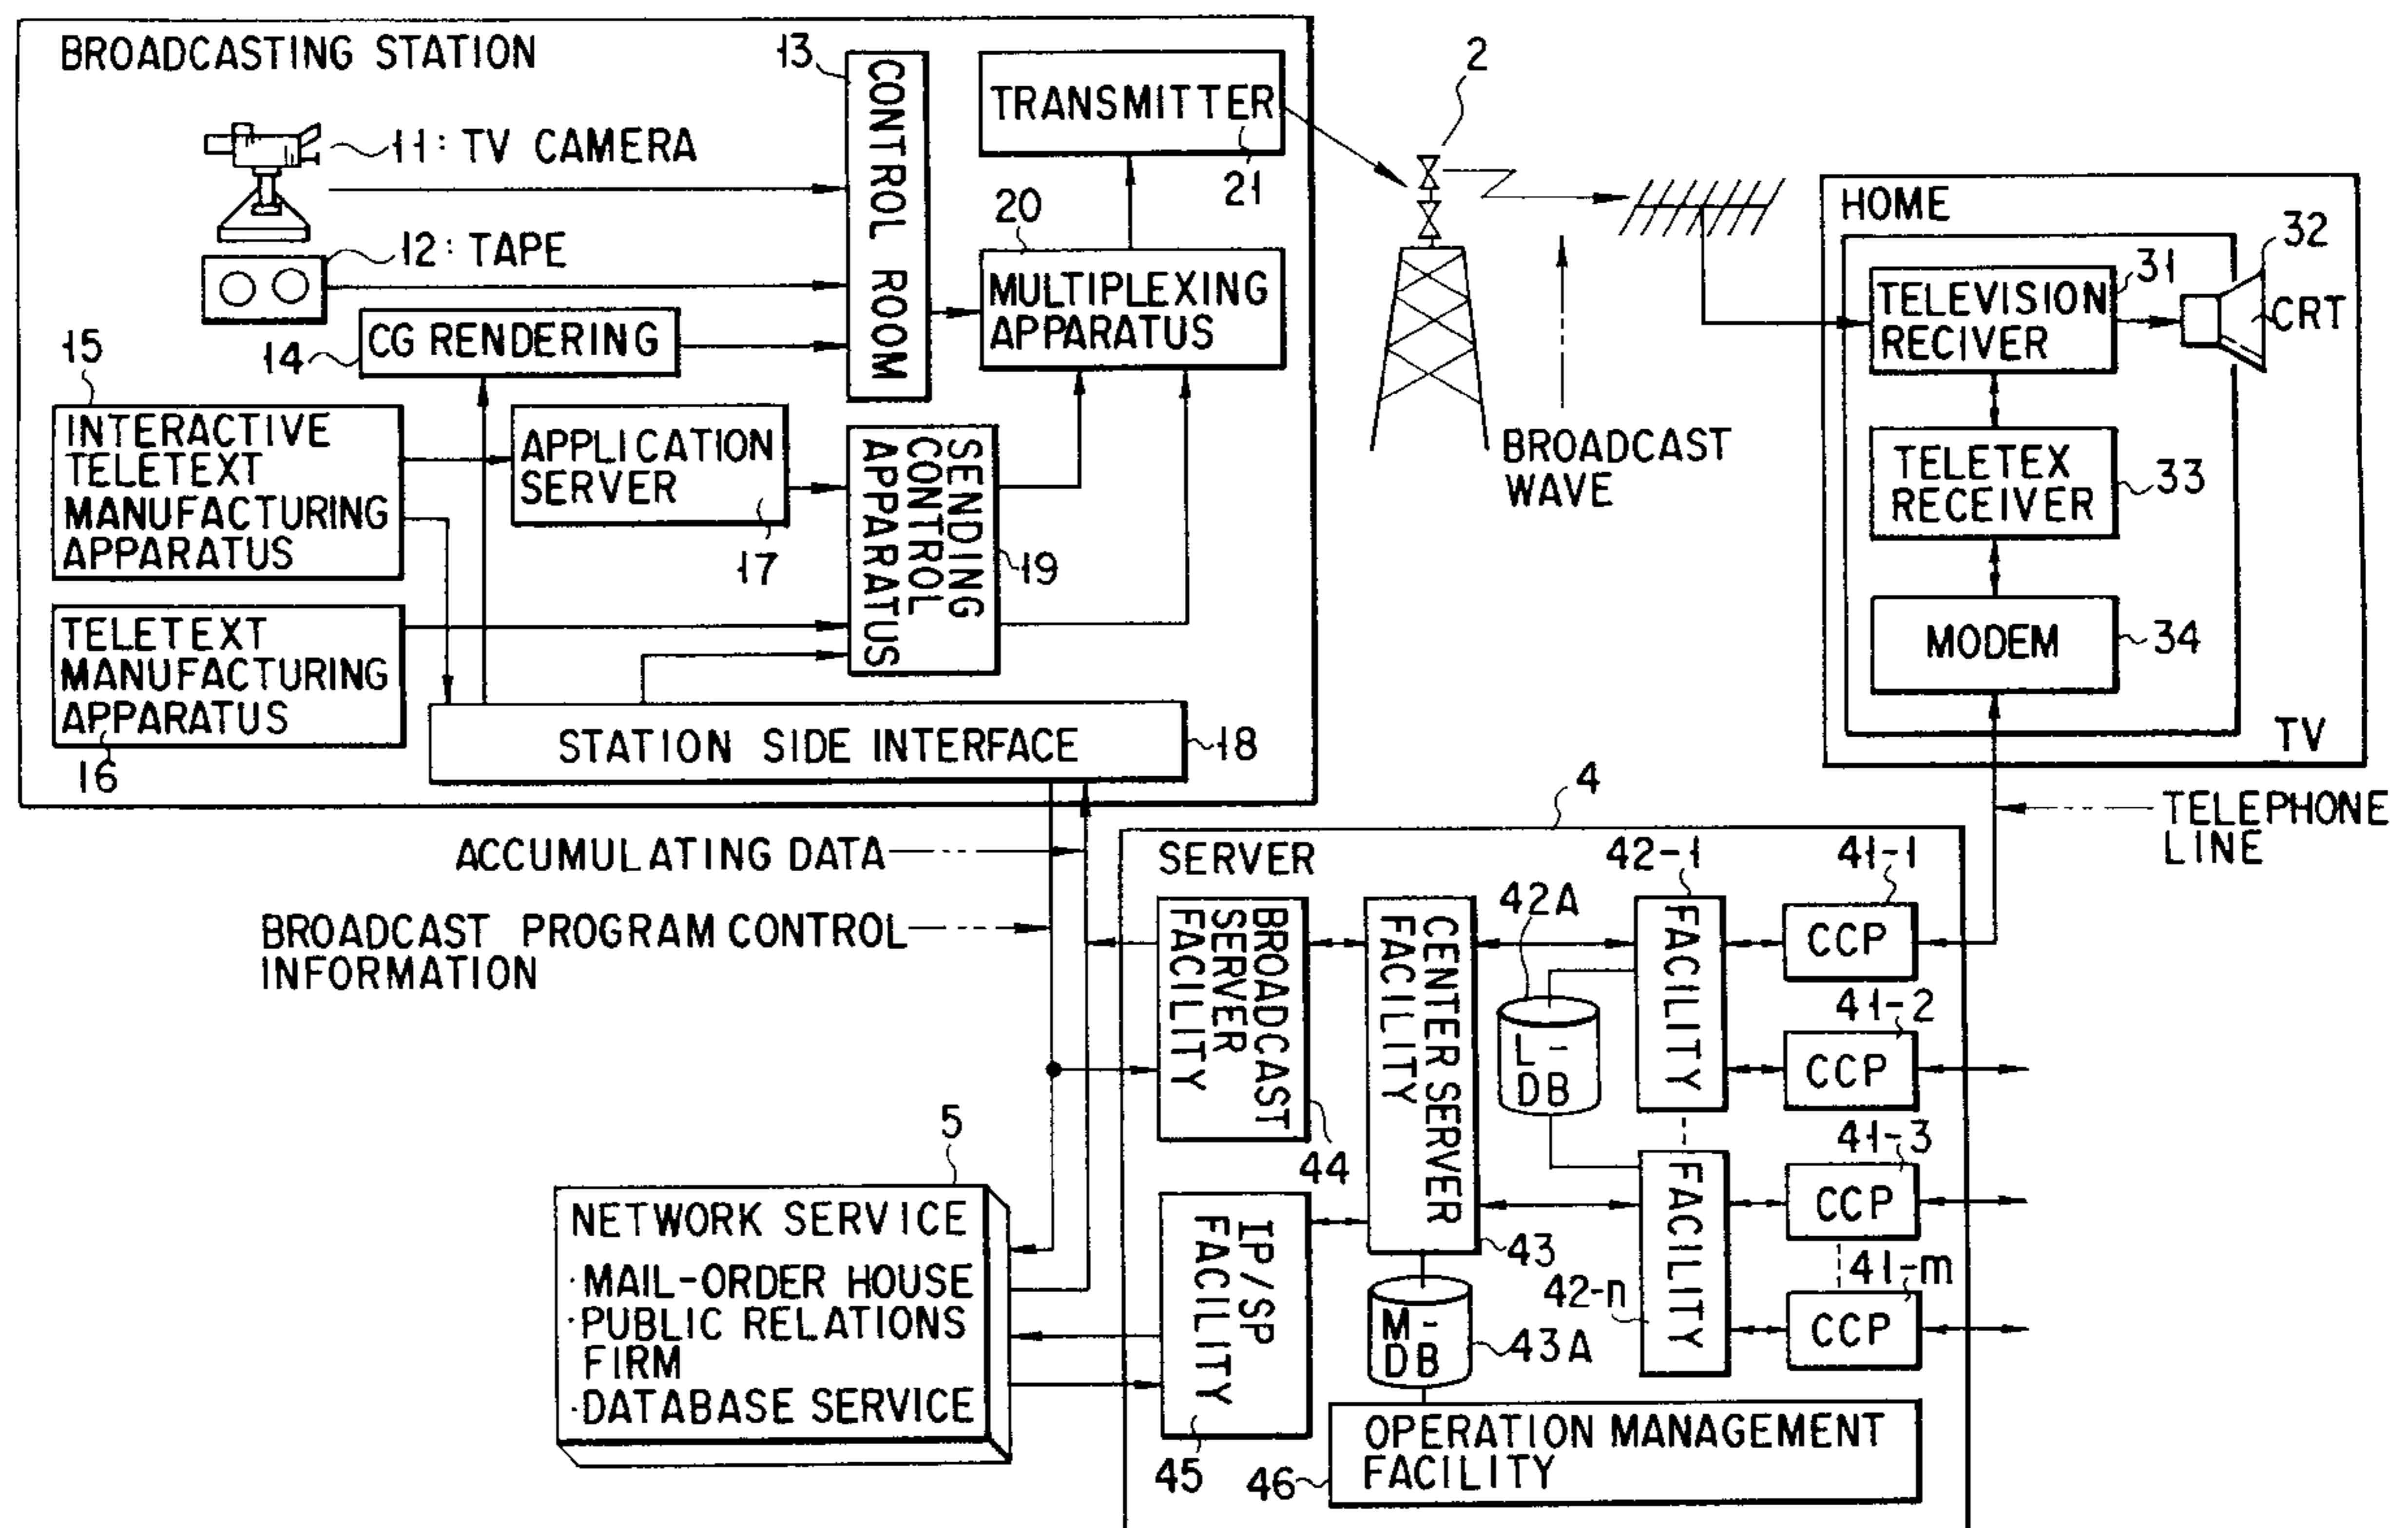 BROADCASTING STATION
11: TV CAMERA
12: TAPE
13
CONTROL ROOM
TRANSMITTER
21
20
MULTIPLEXING
APPARATUS
14
CG RENDERING
15
INTERACTIVE
TELETEXT
MANUFACTURING
APPARATUS
APPLICATION
SERVER
17
SENDING
CONTROL
APPARATUS
19
TELETEXT
MANUFACTURING
APPARATUS
16
STATION SIDE INTERFACE
18
2
BROADCAST
WAVE
HOME
32
31
TELEVISION
RECIVER
CRT
TELETEX
RECEIVER
33
MODEM
34
TV
TELEPHONE
LINE
ACCUMULATING DATA
BROADCAST PROGRAM CONTROL
INFORMATION
4
SERVER
BROADCAST
SERVER
FACILITY
44
CENTER SERVER
FACILITY
43
42A
L-
DB
42-1
FACILITY
41-1
CCP
41-2
CCP
41-3
CCP
41-m
CCP
42-n
FACILITY
M-
DB
43A
IP/SP
FACILITY
45
46
OPERATION MANAGEMENT
FACILITY
5
NETWORK SERVICE
·MAIL-ORDER HOUSE
·PUBLIC RELATIONS
FIRM
·DATABASE SERVICE